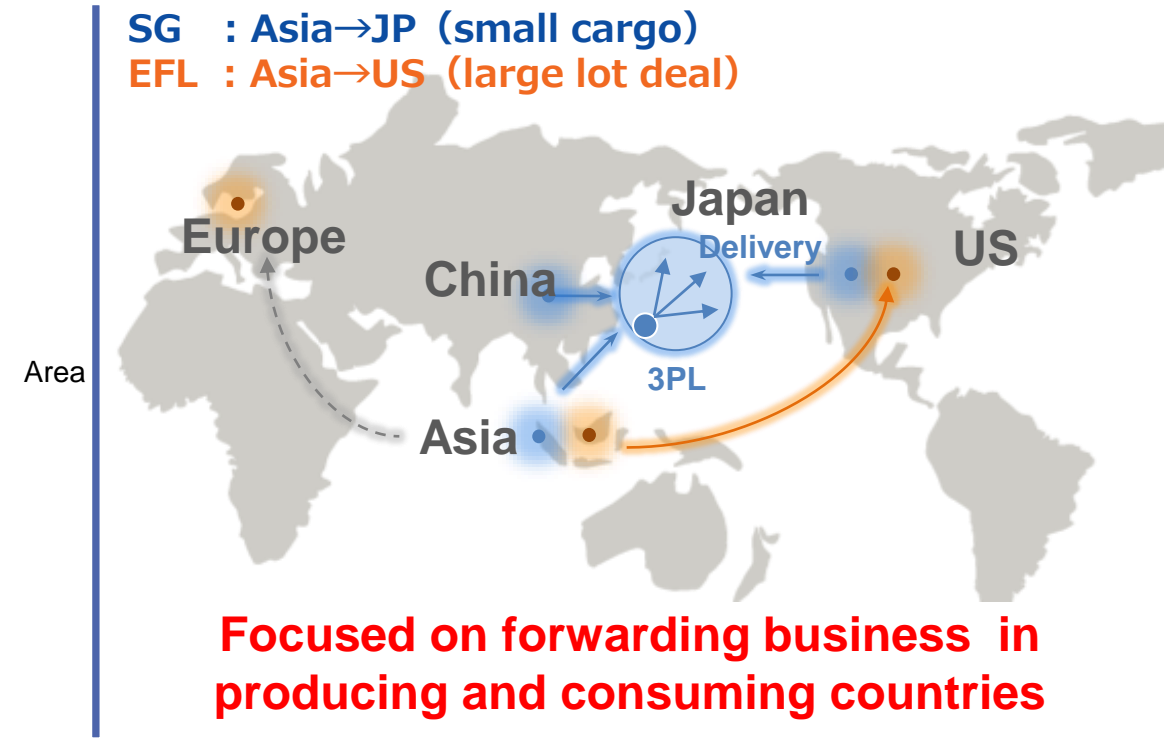 SG : Asia→JP（small cargo）
EFL : Asia→US（large lot deal）
Japan
Delivery
US
Europe
China
Area
3PL
Asia
Focused on forwarding business in
producing and consuming countries